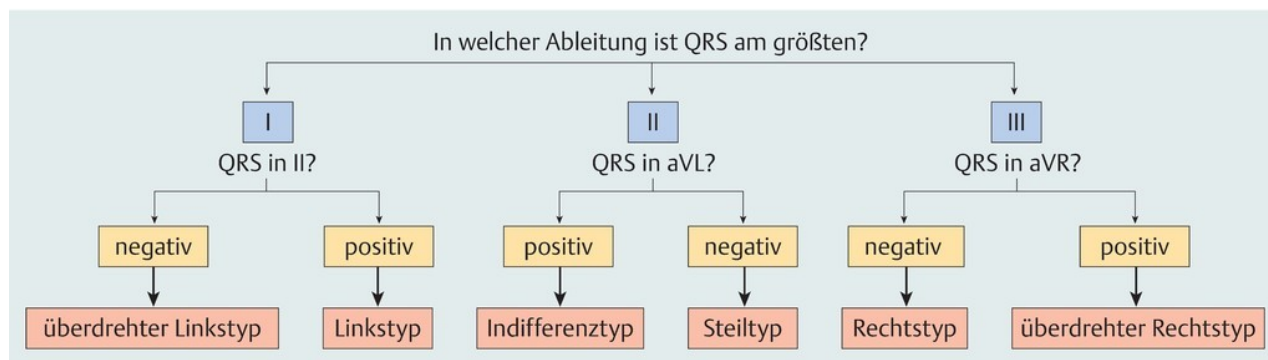 In welcher Ableitung ist QRS am größten?
I
II
III
QRS in II?
QRS in aVL?
QRS in aVR?
negativ
positiv
positiv
negativ
negativ
positiv
überdrehter Linkstyp
Linkstyp
Indifferenztyp
Steiltyp
Rechtstyp
überdrehter Rechtstyp